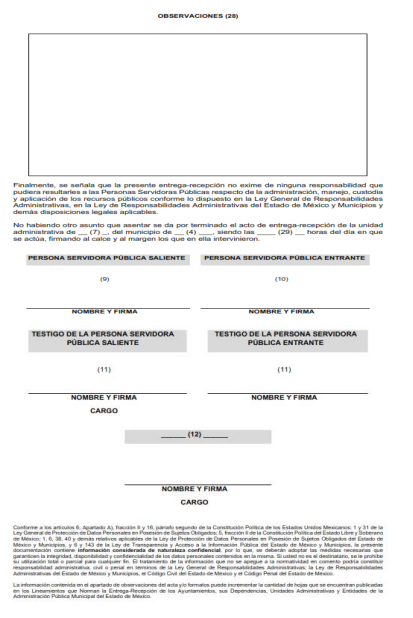 OBSERVACIONES (28)
Finalmente, se señala que la presente entrega-recepción no exime de ninguna responsabilidad que
pudiera resultarles a las Personas Servidoras Públicas respecto de la administración, manejo, custodia
y aplicación de los recursos públicos conforme lo dispuesto en la Ley General de Responsabilidades
Administrativas, en la Ley de Responsabilidades Administrativas del Estado de México y Municipios y
demás disposiciones legales aplicables.
No habiendo otro asunto que asentar se da por terminado el acto de entrega-recepción de la unidad
administrativa de __ (7) _, del municipio de __ (4) ___, siendo las ____ (29) __ horas del día en que
se actúa, firmando al calce y al margen los que en ella intervinieron.
PERSONA SERVIDORA PÚBLICA SALIENTE PERSONA SERVIDORA PÚBLICA ENTRANTE
(9) (10)
NOMBRE Y FIRMA NOMBRE Y FIRMA
TESTIGO DE LA PERSONA SERVIDORA TESTIGO DE LA PERSONA SERVIDORA
PÚBLICA SALIENTE PÚBLICA ENTRANTE
(11) (11)
NOMBRE Y FIRMA NOMBRE Y FIRMA
CARGO
______ (12) ______
NOMBRE Y FIRMA
CARGO
Conforme a los artículos 6, Apartado A), fracción II y 16, párrafo segundo de la Constitución Política de los Estados Unidos Mexicanos; 1 y 31 de la
Ley General de Protección de Datos Personales en Posesión de Sujetos Obligados; 5, fracción II de la Constitución Política del Estado Libre y Soberano
de México; 1, 6, 38, 40 y demás relativos aplicables de la Ley de Protección de Datos Personales en Posesión de Sujetos Obligados del Estado de
México y Municipios, y 6 y 143 de la Ley de Transparencia y Acceso a la Información Pública del Estado de México y Municipios, la presente
documentación contiene información considerada de naturaleza confidencial, por lo que, se deberán adoptar las medidas necesarias que
garanticen la integridad, disponibilidad y confidencialidad de los datos personales contenidos en la misma. Si usted no es el destinatario, se le prohíbe
su utilización total o parcial para cualquier fin. El tratamiento de la información que no se apegue a la normatividad en comento podría constituir
responsabilidad administrativa, civil o penal en términos de la Ley General de Responsabilidades Administrativas; la Ley de Responsabilidades
Administrativas del Estado de México y Municipios, el Código Civil del Estado de México y el Código Penal del Estado de México.
La información contenida en el apartado de observaciones del acta y/o formatos puede incrementar la cantidad de hojas que se encuentran publicadas
en los Lineamientos que Norman la Entrega-Recepción de los Ayuntamientos, sus Dependencias, Unidades Administrativas y Entidades de la
Administración Pública Municipal del Estado de México.